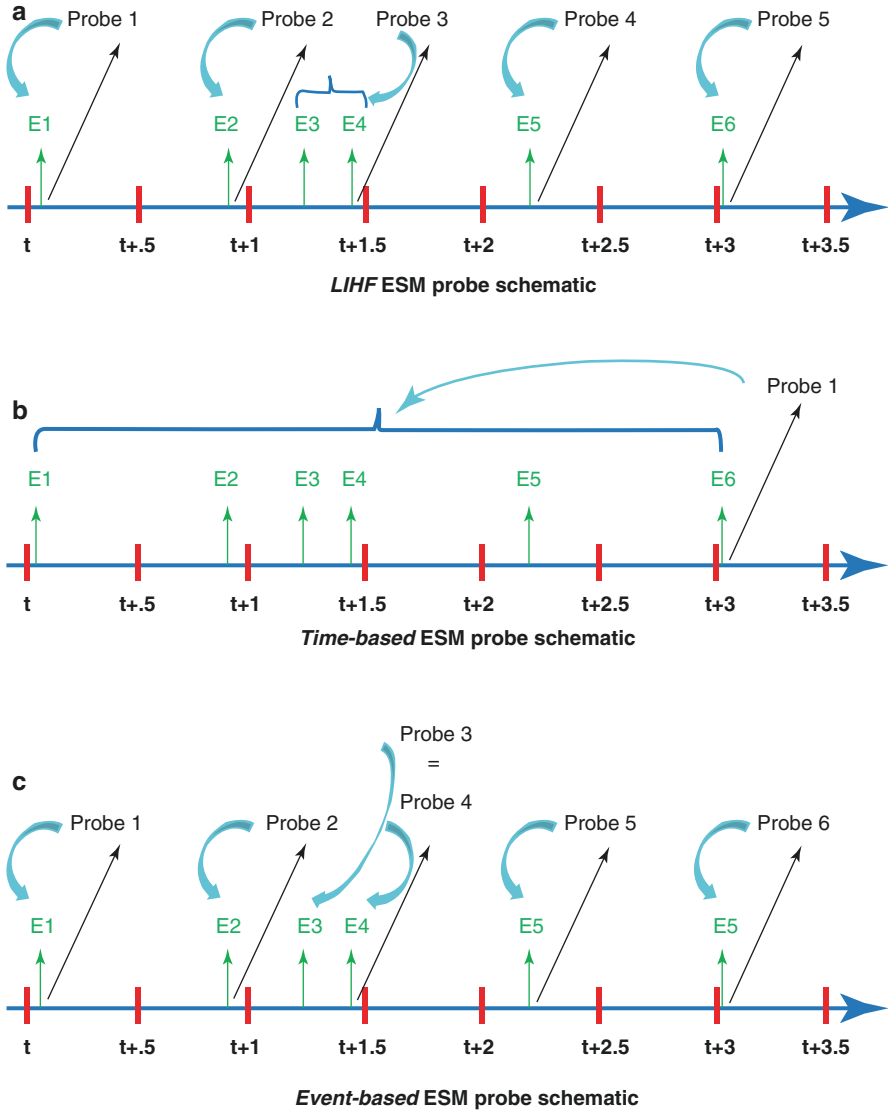 a
Probe 1 Probe 2 Probe 3 Probe 4 Probe 5
E1 E2 E3 E4 E5 E6
t t+.5 t+1 t+1.5 t+2 t+2.5 t+3 t+3.5
LIHF ESM probe schematic
Probe 1
b
E1 E2 E3 E4 E5 E6
t t+.5 t+1 t+1.5 t+2 t+2.5 t+3 t+3.5
Time-based ESM probe schematic
Probe 3
=
c
Probe 4
Probe 1 Probe 2 Probe 5 Probe 6
E1 E2 E3 E4 E5 E5
t t+.5 t+1 t+1.5 t+2 t+2.5 t+3 t+3.5
Event-based ESM probe schematic